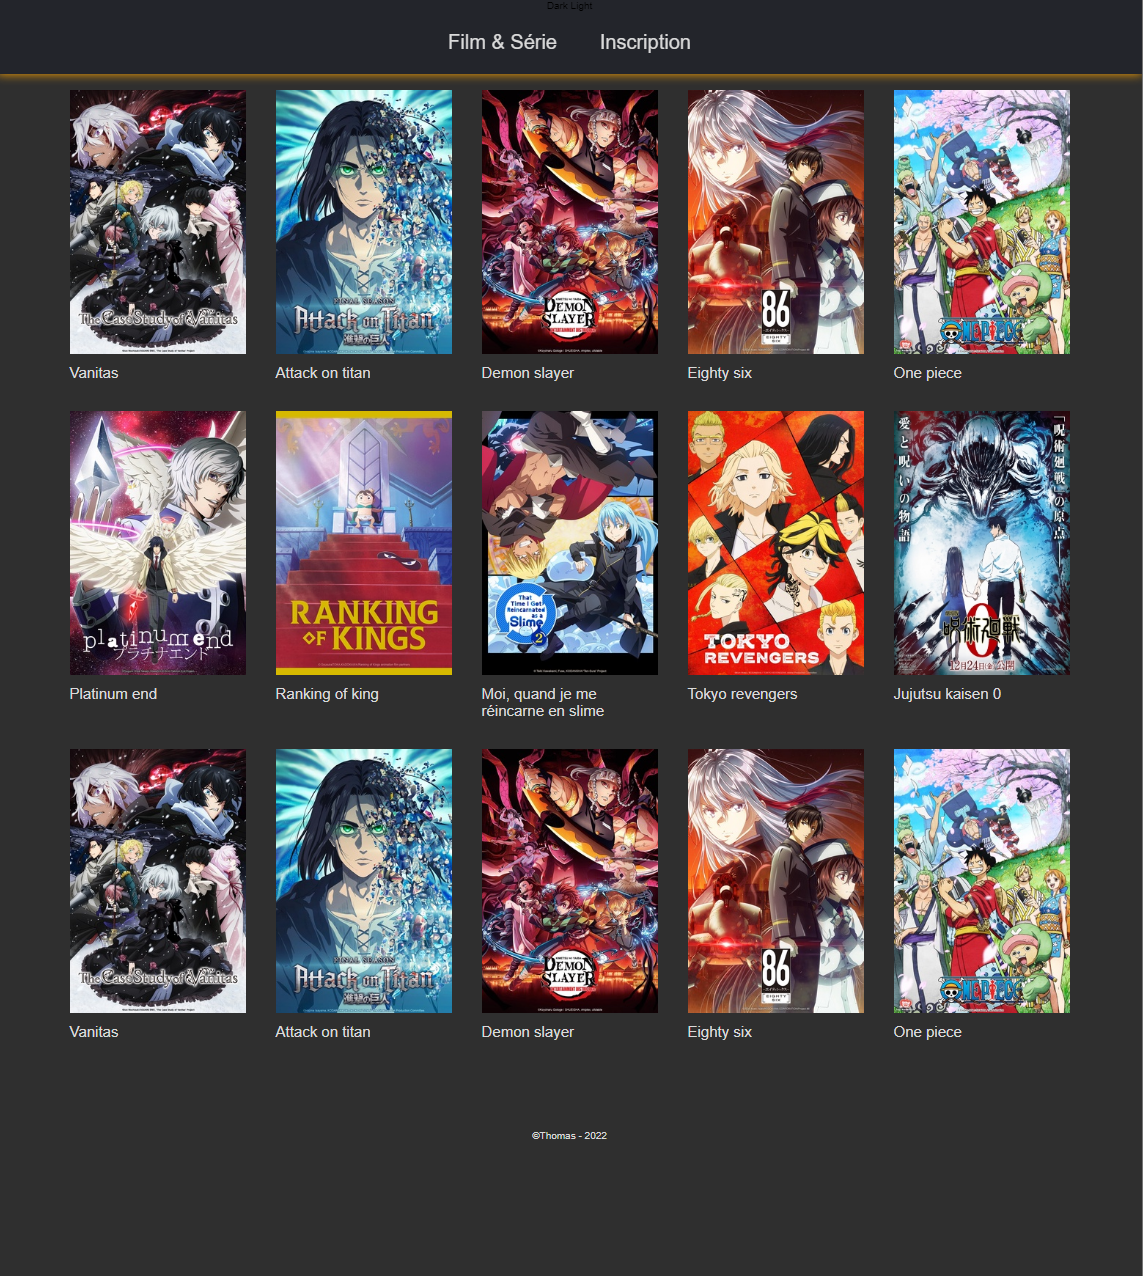 Dark Light
Film & Série Inscription
The Case Study of Vanitas
FINAL SEASON
Attack on Titan
進撃の巨人
DEMON
SLAYER
86
EIGHTY
SIX
ONE PIECE
Vanitas
Attack on titan
Demon slayer
Eighty six
One piece
platinum end
プラチナエンド
RANKING
OF KINGS
That
Time I Got
Reincarnated
as a
Slime
2
TOKYO
REVENGERS
愛と呪いの物語
「呪術廻戦」の原点
0
呪術廻戦
12月24日(金)公開
Platinum end
Ranking of king
Moi, quand je me
réincarne en slime
Tokyo revengers
Jujutsu kaisen 0
The Case Study of Vanitas
FINAL SEASON
Attack on Titan
進撃の巨人
DEMON
SLAYER
86
EIGHTY
SIX
ONE PIECE
Vanitas
Attack on titan
Demon slayer
Eighty six
One piece
©Thomas - 2022